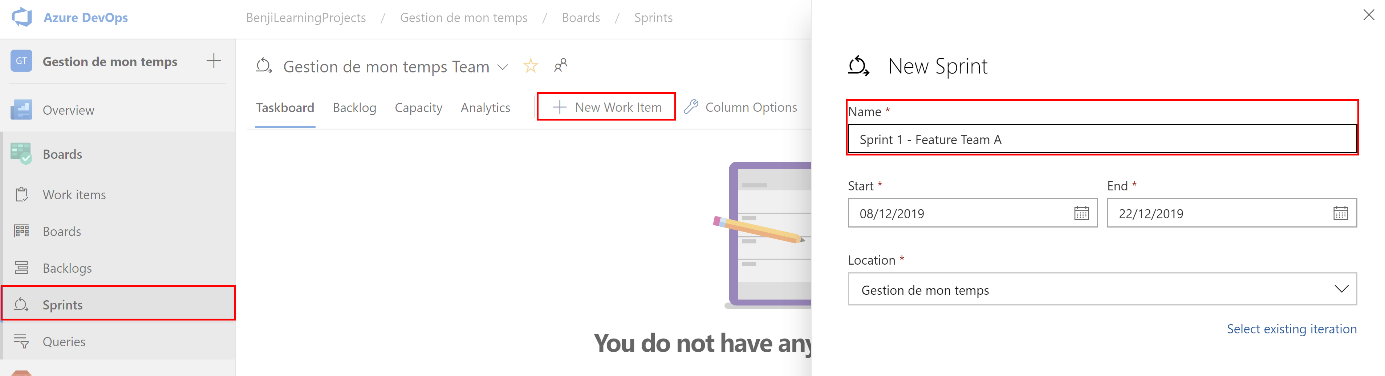 Azure DevOps
BenjiLearningProjects / Gestion de mon temps / Boards / Sprints
GT Gestion de mon temps
Overview
Boards
Work items
Boards
Backlogs
Sprints
Queries
Gestion de mon temps Team
Taskboard Backlog Capacity Analytics New Work Item Column Options
You do not have any
New Sprint
Name *
Sprint 1 - Feature Team A
Start * End *
08/12/2019 22/12/2019
Location *
Gestion de mon temps
Select existing iteration